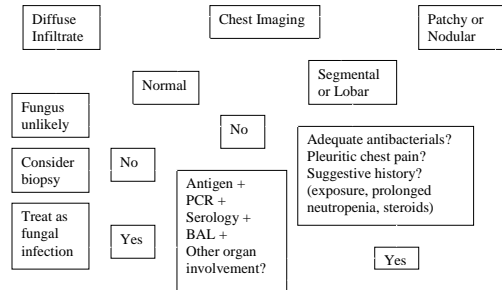 Diffuse
Infiltrate
Chest Imaging
Patchy or
Nodular
Normal
Segmental
or Lobar
Fungus
unlikely
No
Adequate antibacterials?
Pleuritic chest pain?
Suggestive history?
(exposure, prolonged
neutropenia, steroids)
Consider
biopsy
No
Antigen +
PCR +
Serology +
BAL +
Other organ
involvement?
Treat as
fungal
infection
Yes
Yes